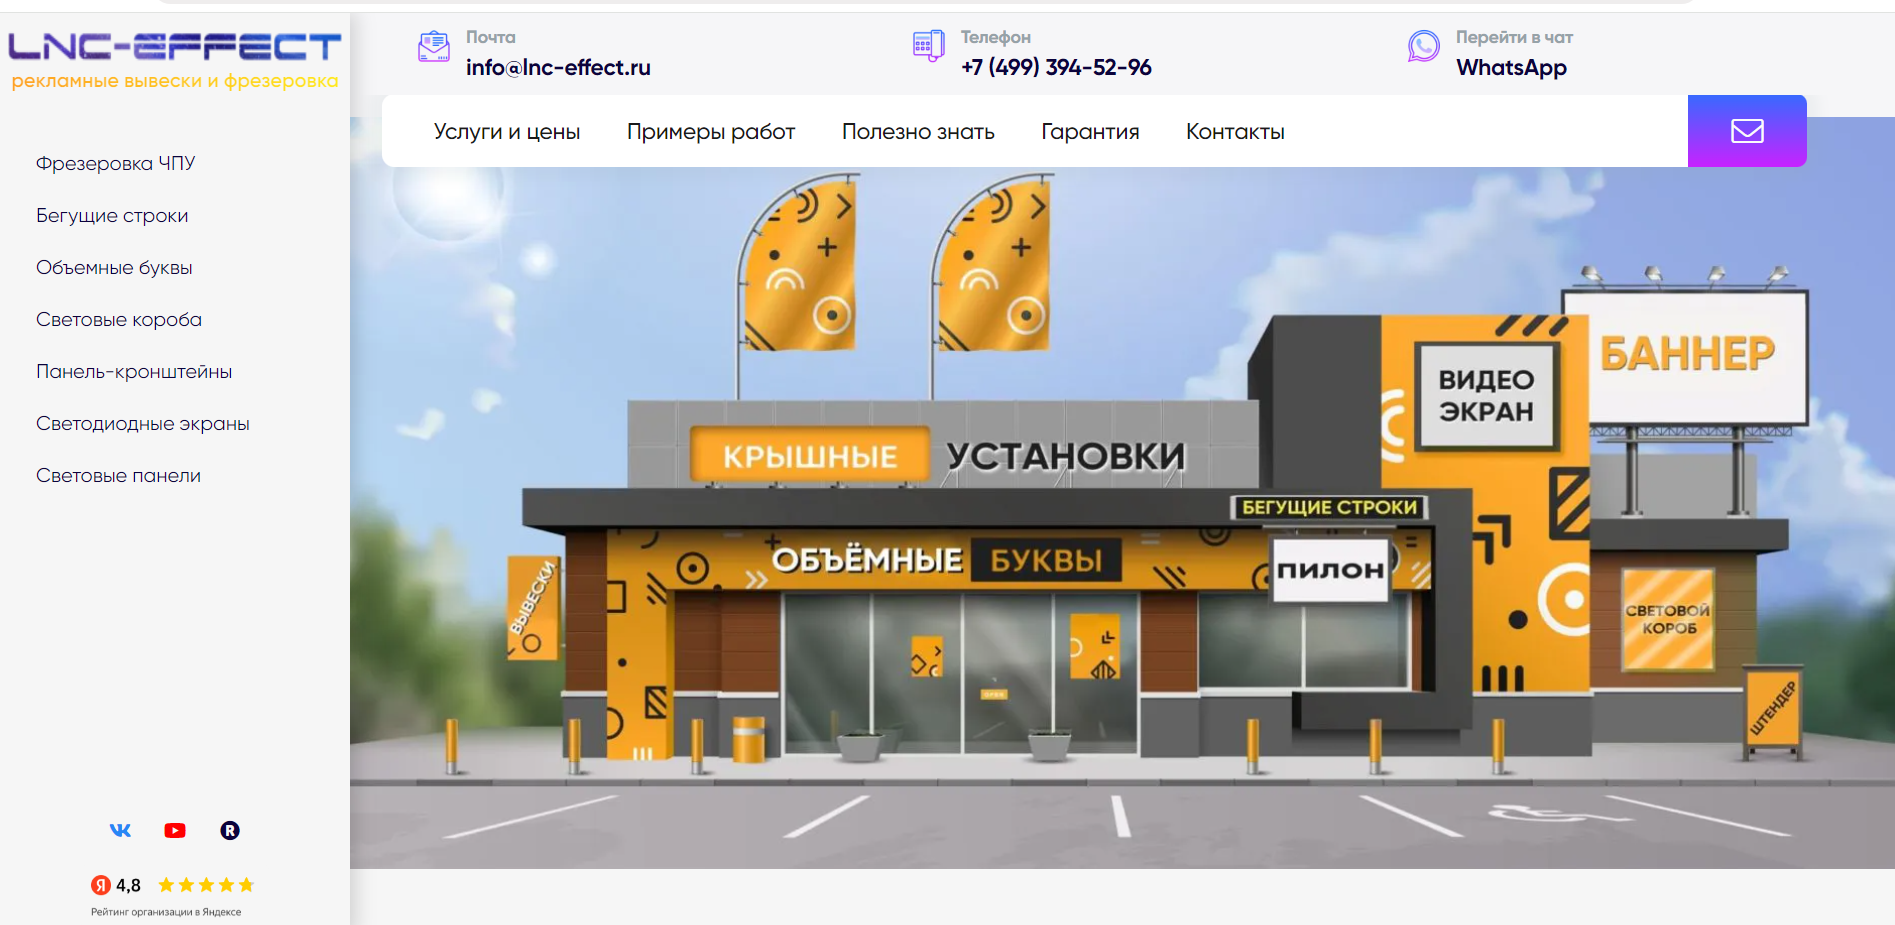 LNC-EFFECT
рекламные вывески и фрезеровка
Почта
info@lnc-effect.ru
Телефон
+7 (499) 394-52-96
Перейти в чат
WhatsApp
Услуги и цены
Примеры работ
Полезно знать
Гарантия
Контакты
Фрезеровка ЧПУ
Бегущие строки
Объемные буквы
Световые короба
Панель-кронштейны
Светодиодные экраны
Световые панели
БАННЕР
ВИДЕО
ЭКРАН
КРЫШНЫЕ УСТАНОВКИ
БЕГУЩИЕ СТРОКИ
ОБЪЁМНЫЕ БУКВЫ
ПИЛОН
ВЫВЕСКИ
СВЕТОВОЙ
КОРОБ
OPEN
ШТЕНДЕР
R
Я 4,8
Рейтинг организации в Яндексе